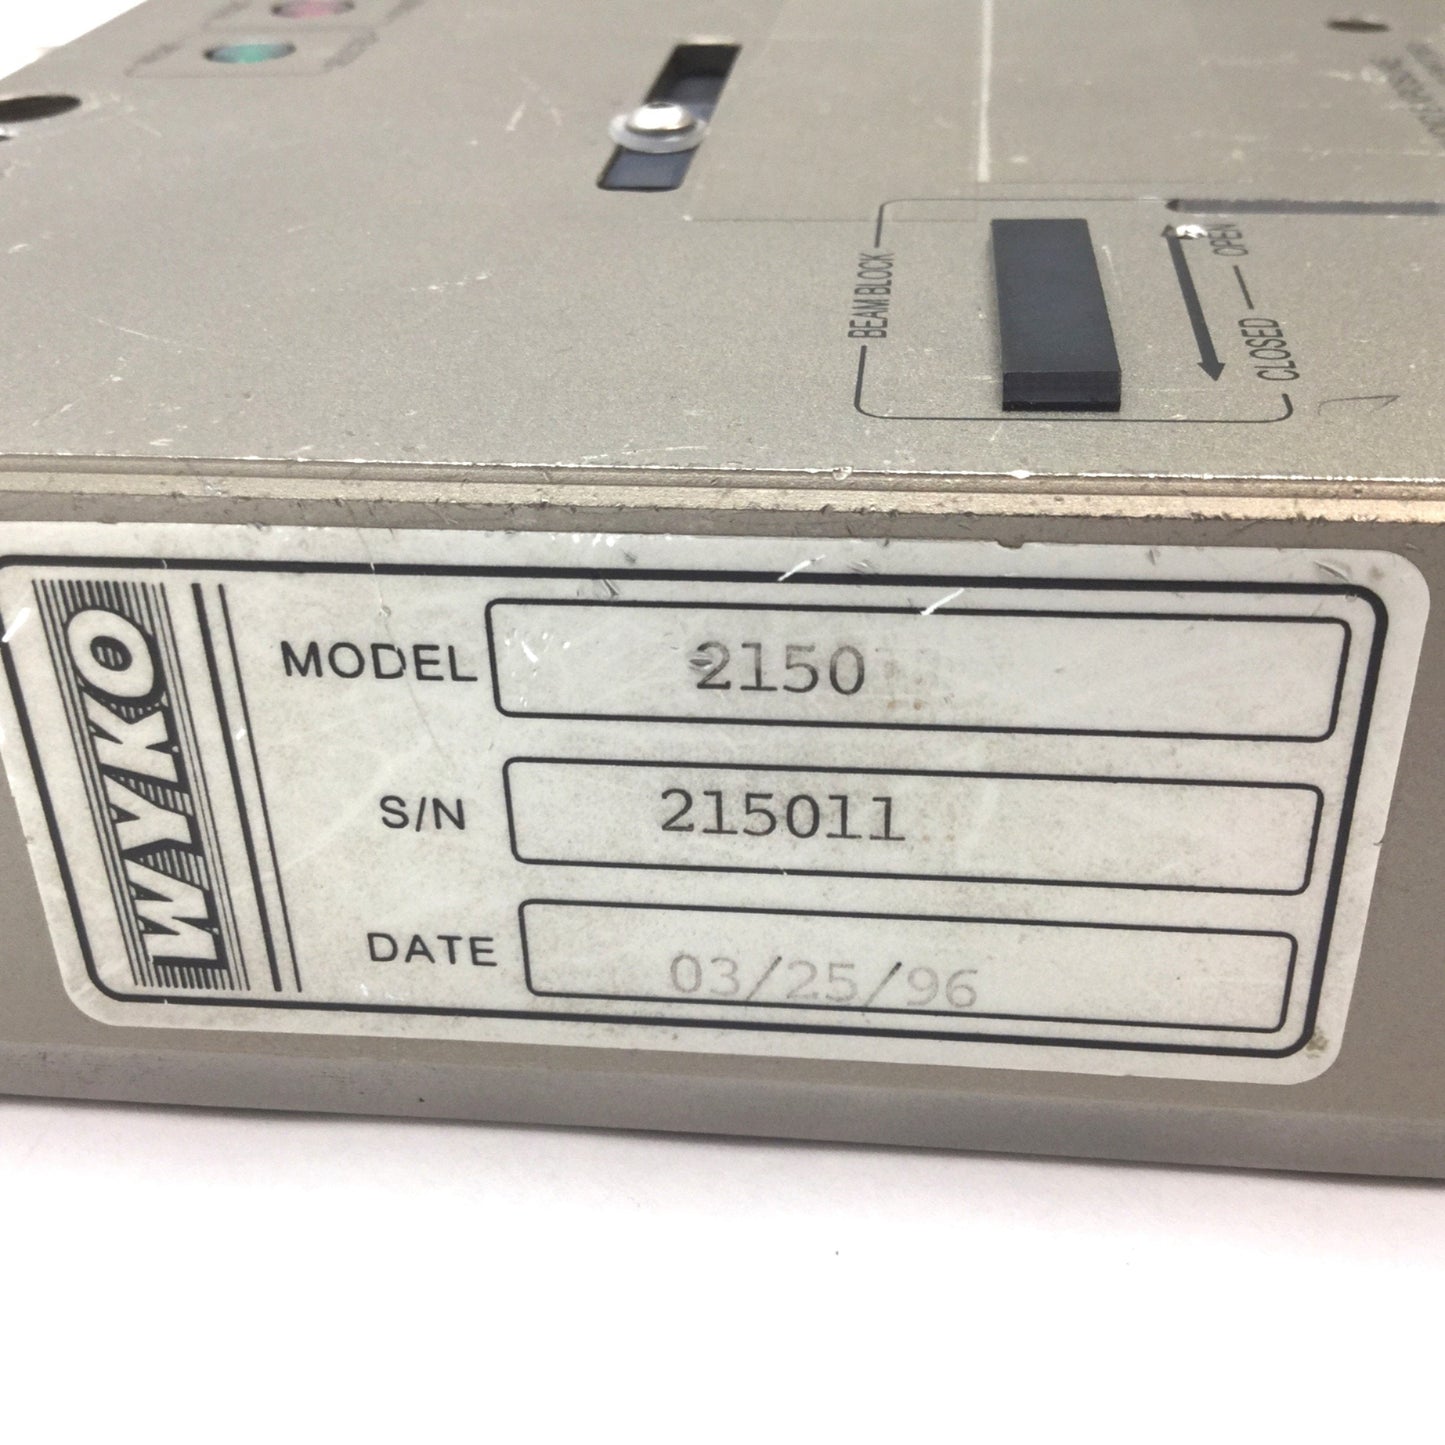 BEAM BLOCK
CLOSED — OPEN
WYKO
MODEL 2150
S/N 215011
DATE 03/25/96